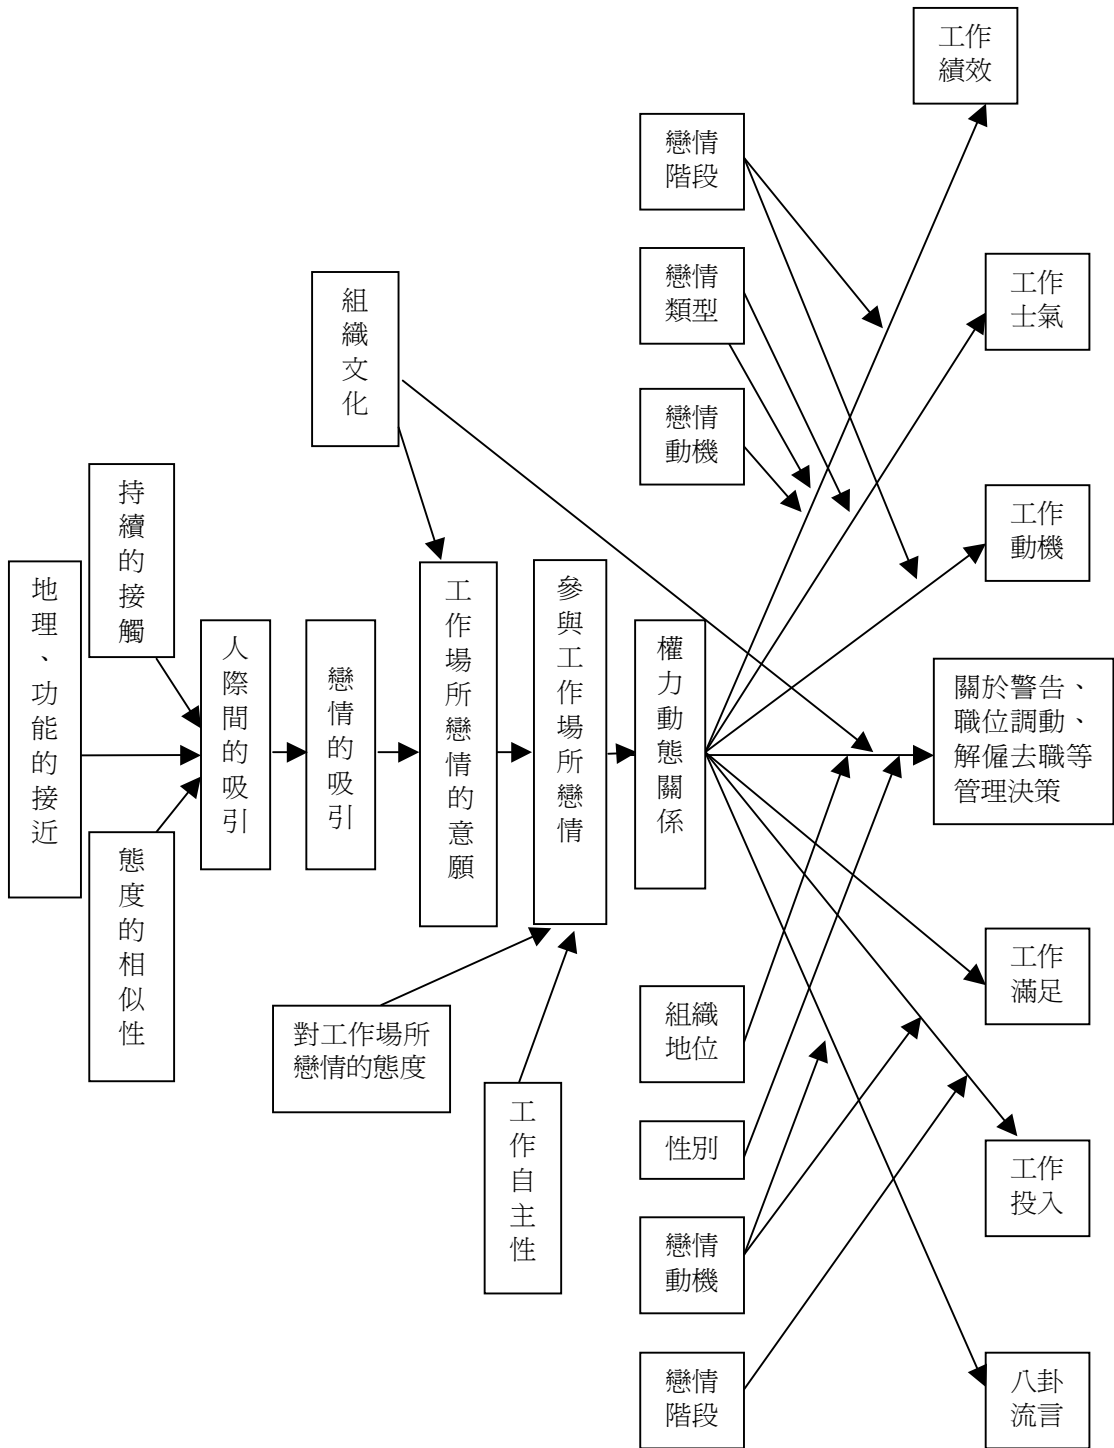 工作
績效
戀情
階段
戀情
類型
組織文化
工作
士氣
戀情
動機
持續的接觸
工作
動機
地理、功能的接近
人際間的吸引
戀情的吸引
工作場所戀情的意願
參與工作場所戀情
權力動態關係
關於警告、
職位調動、
解僱去職等
管理決策
態度的相似性
工作
滿足
對工作場所
戀情的態度
組織
地位
工作自主性
性別
工作
投入
戀情
動機
戀情
階段
八卦
流言